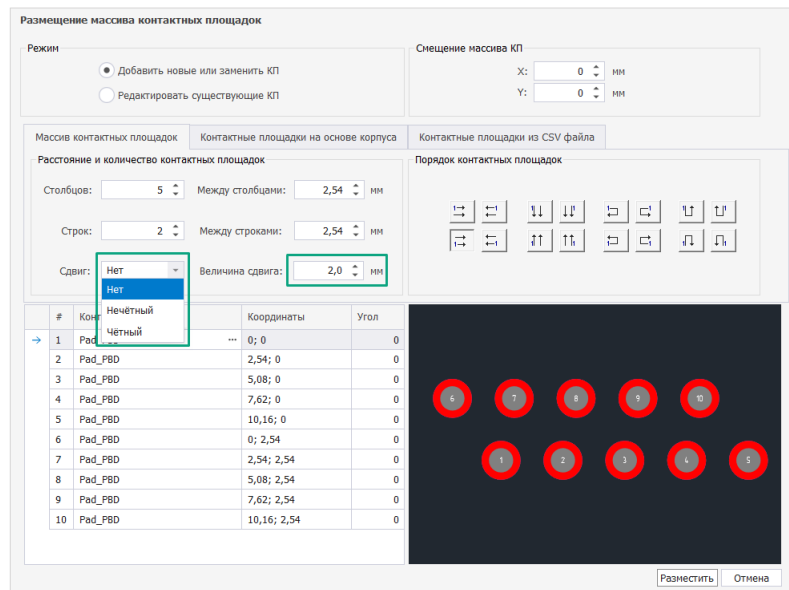 Размещение массива контактных площадок
Режим
Добавить новые или заменить КП
Редактировать существующие КП
Смещение массива КП
X: 0 мм
Y: 0 мм
Массив контактных площадок Контактные площадки на основе корпуса Контактные площадки из CSV файла
Расстояние и количество контактных площадок
Столбцов: 5 Между столбцами: 2,54 мм
Строк: 2 Между строками: 2,54 мм
Сдвиг: Нет Величина сдвига: 2,0 мм
Нет
Нечётный
Чётный
Порядок контактных площадок
# Конт Координаты Угол
1 Pad_PBD ... 0; 0 0
2 Pad_PBD 2,54; 0 0
3 Pad_PBD 5,08; 0 0
4 Pad_PBD 7,62; 0 0
5 Pad_PBD 10,16; 0 0
6 Pad_PBD 0; 2,54 0
7 Pad_PBD 2,54; 2,54 0
8 Pad_PBD 5,08; 2,54 0
9 Pad_PBD 7,62; 2,54 0
10 Pad_PBD 10,16; 2,54 0
6 7 8 9 10
1 2 3 4 5
Разместить Отмена